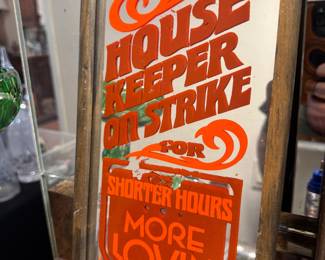 HOUSE
KEEPER
ON STRIKE
FOR
SHORTER HOURS
MORE